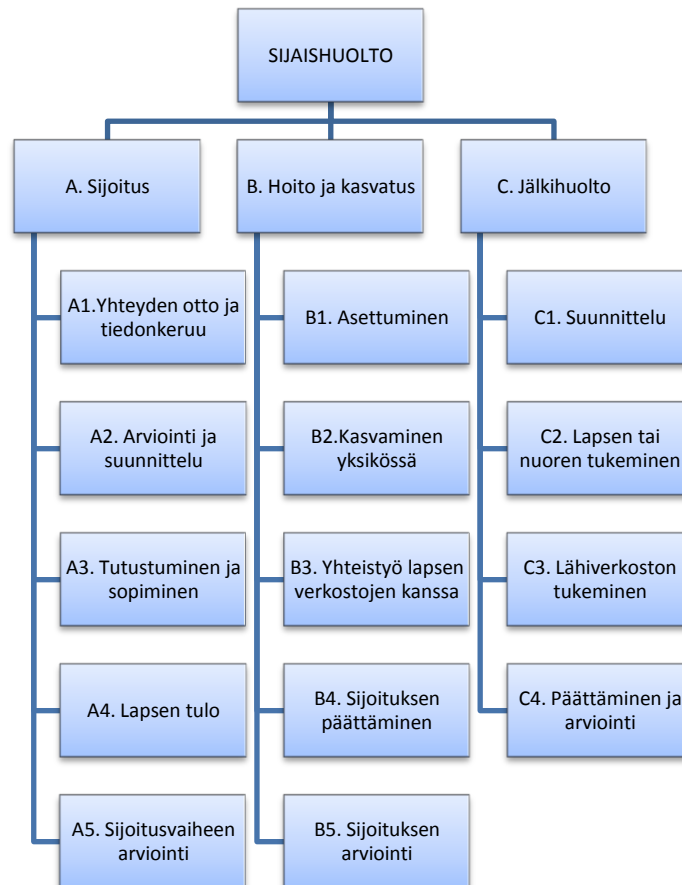 SIJAISHUOLTO
A. Sijoitus
A1.Yhteyden otto ja
tiedonkeruu
A2. Arviointi ja
suunnittelu
A3. Tutustuminen ja
sopiminen
A4. Lapsen tulo
A5. Sijoitusvaiheen
arviointi
B. Hoito ja kasvatus
B1. Asettuminen
B2.Kasvaminen
yksikössä
B3. Yhteistyö lapsen
verkostojen kanssa
B4. Sijoituksen
päättäminen
B5. Sijoituksen
arviointi
C. Jälkihuolto
C1. Suunnittelu
C2. Lapsen tai
nuoren tukeminen
C3. Lähiverkoston
tukeminen
C4. Päättäminen ja
arviointi